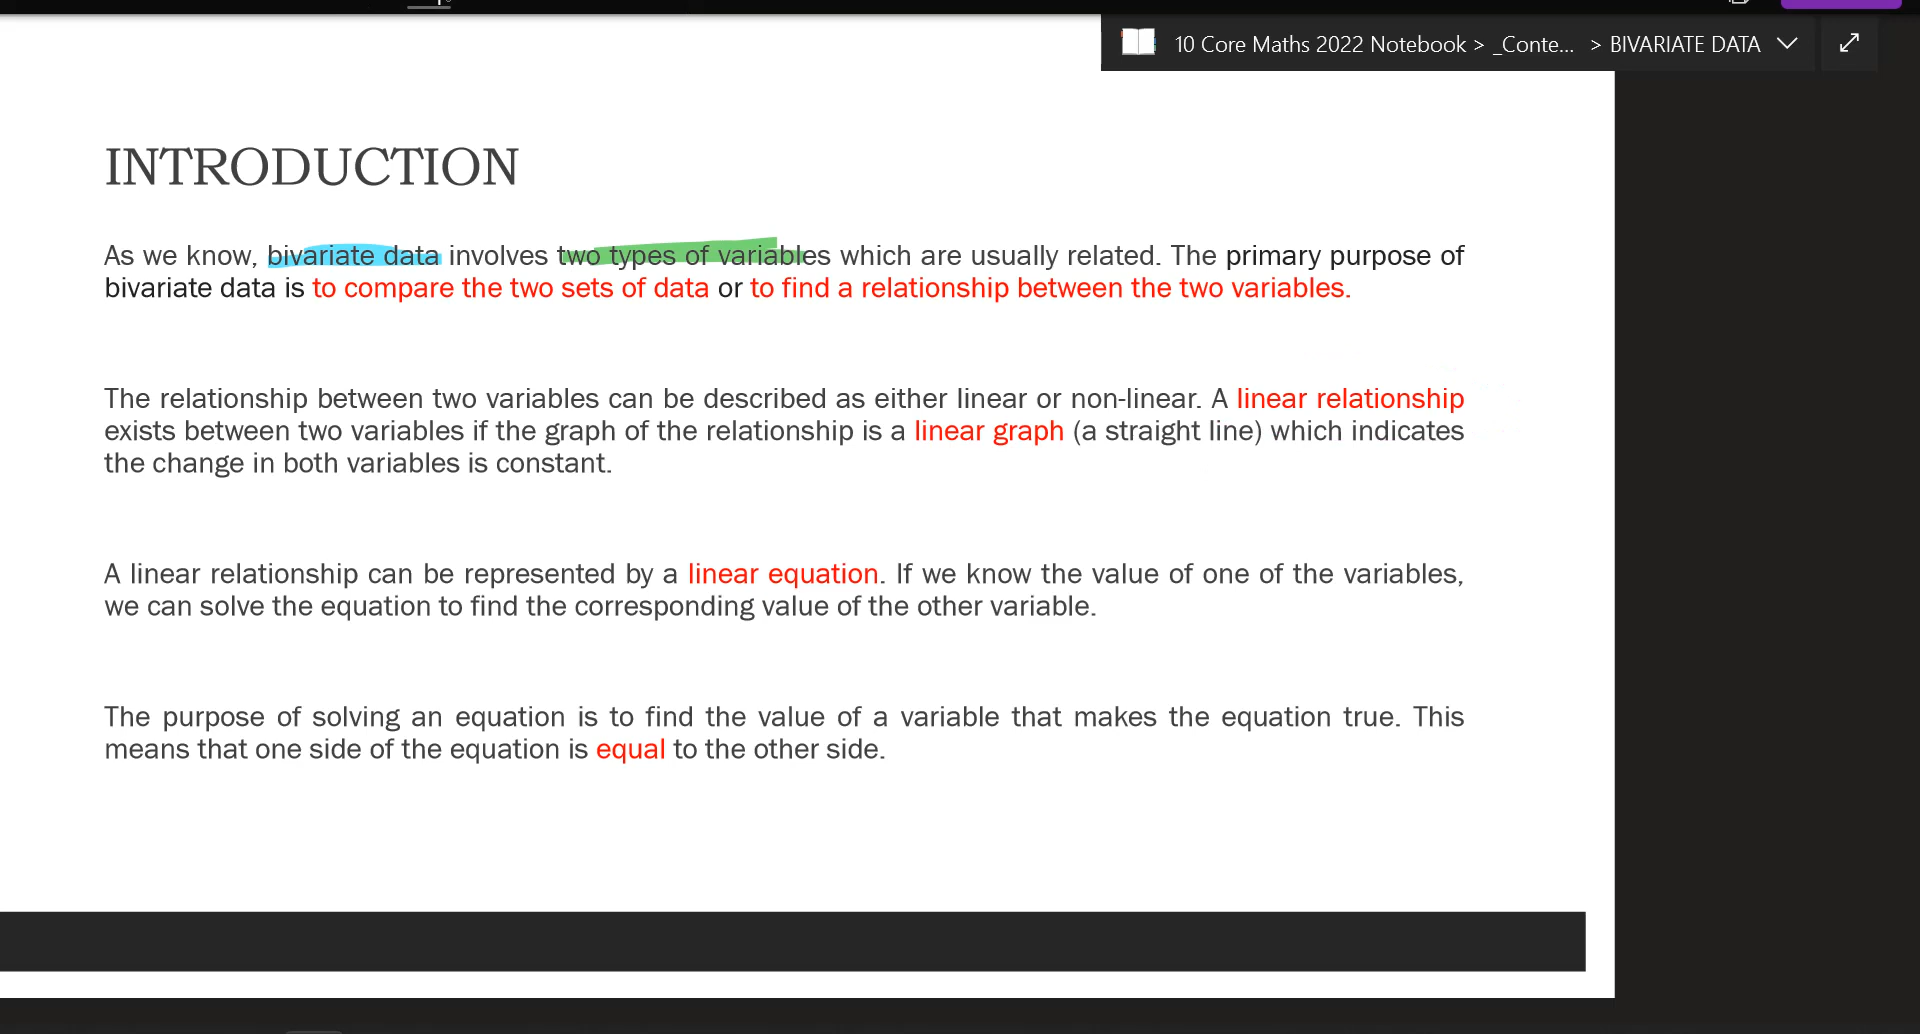 10 Core Maths 2022 Notebook > _Conte... > BIVARIATE DATA
INTRODUCTION
As we know, bivariate data involves two types of variables which are usually related. The primary purpose of
bivariate data is to compare the two sets of data or to find a relationship between the two variables.
The relationship between two variables can be described as either linear or non-linear. A linear relationship
exists between two variables if the graph of the relationship is a linear graph (a straight line) which indicates
the change in both variables is constant.
A linear relationship can be represented by a linear equation. If we know the value of one of the variables,
we can solve the equation to find the corresponding value of the other variable.
The purpose of solving an equation is to find the value of a variable that makes the equation true. This
means that one side of the equation is equal to the other side.